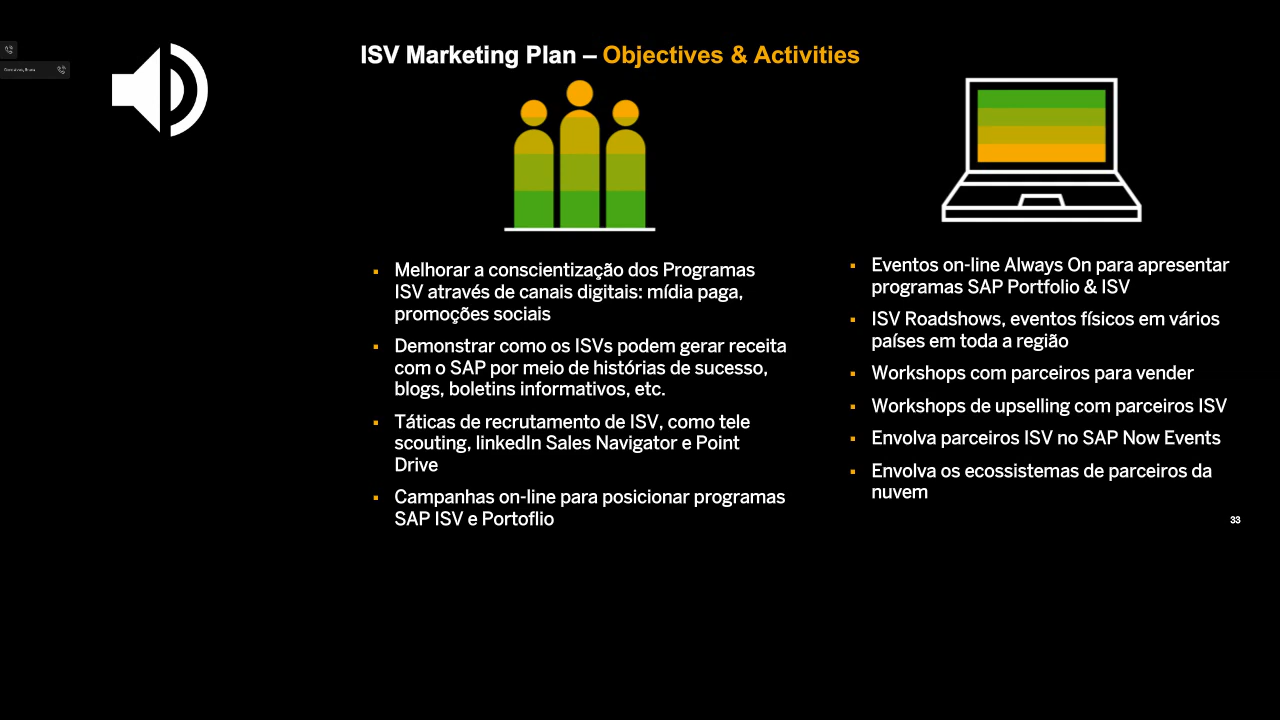 ISV Marketing Plan – Objectives & Activities
▪ Melhorar a conscientização dos Programas
ISV através de canais digitais: mídia paga,
promoções sociais
▪ Demonstrar como os ISVs podem gerar receita
com o SAP por meio de histórias de sucesso,
blogs, boletins informativos, etc.
▪ Táticas de recrutamento de ISV, como tele
scouting, linkedIn Sales Navigator e Point
Drive
▪ Campanhas on-line para posicionar programas
SAP ISV e Portoflio
▪ Eventos on-line Always On para apresentar
programas SAP Portfolio & ISV
▪ ISV Roadshows, eventos físicos em vários
países em toda a região
▪ Workshops com parceiros para vender
▪ Workshops de upselling com parceiros ISV
▪ Envolva parceiros ISV no SAP Now Events
▪ Envolva os ecossistemas de parceiros da
nuvem
33